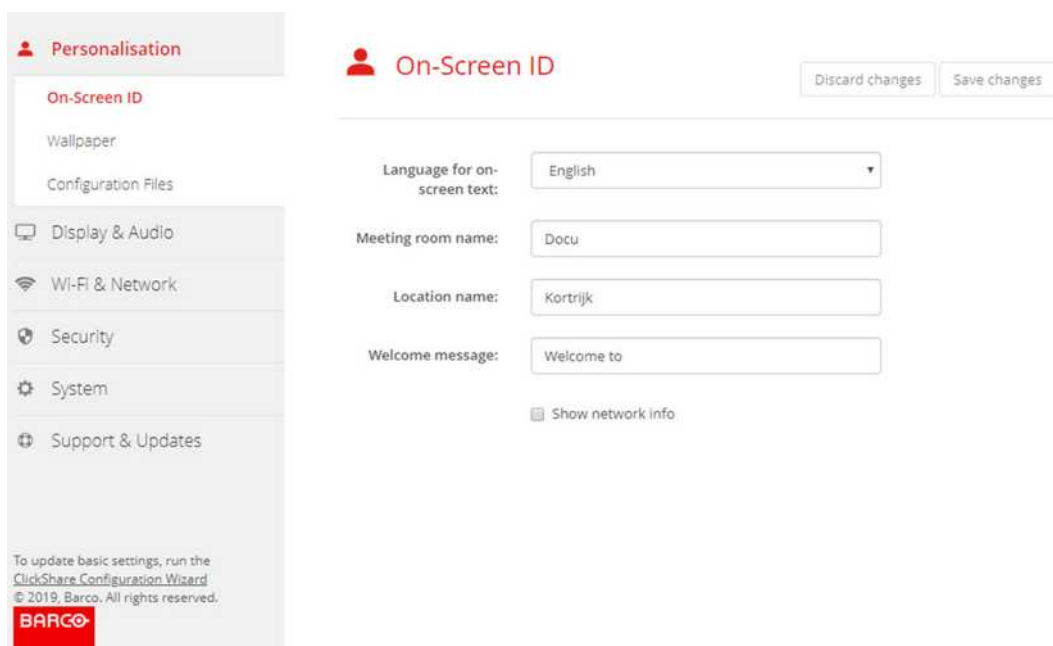 Personalisation
On-Screen ID
Wallpaper
Configuration Files
Display & Audio
Wi-Fi & Network
Security
System
Support & Updates
To update basic settings, run the
ClickShare Configuration Wizard
© 2019, Barco. All rights reserved.
BARCO
On-Screen ID
Discard changes
Save changes
Language for on-
screen text:
English
Meeting room name:
Docu
Location name:
Kortrijk
Welcome message:
Welcome to
Show network info